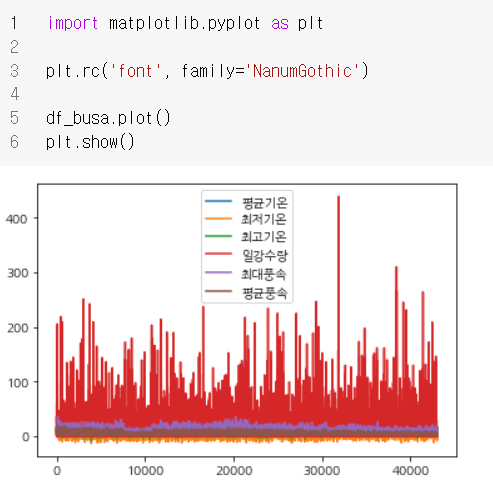 1 import matplotlib.pyplot as plt
2
3 plt.rc('font', family='NanumGothic')
4
5 df_busa.plot()
6 plt.show()
평균기온
최저기온
최고기온
일강수량
최대풍속
평균풍속
400
300
200
100
0
0 10000 20000 30000 40000